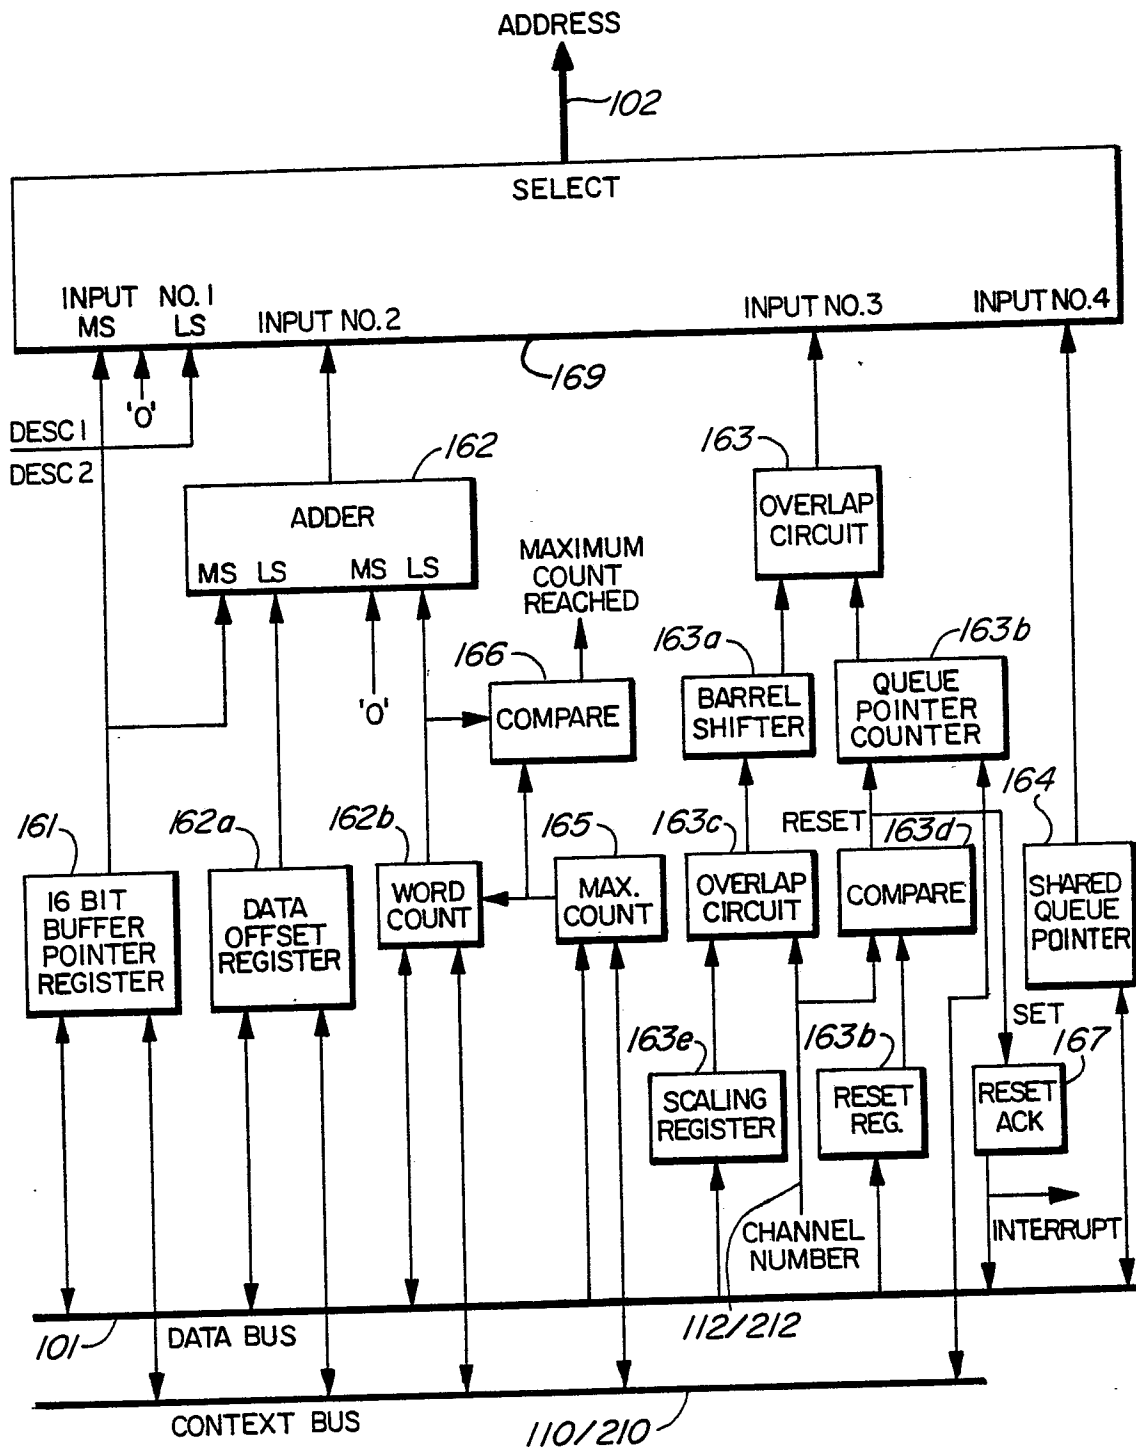 ADDRESS
102
SELECT
INPUT NO.1
MS LS
INPUT NO.2
INPUT NO.3
INPUT NO.4
169
'0'
DESC 1
DESC 2
162
ADDER
MS LS MS LS
'0'
MAXIMUM
COUNT
REACHED
163
OVERLAP
CIRCUIT
166
COMPARE
163a
BARREL
SHIFTER
163b
QUEUE
POINTER
COUNTER
161
16 BIT
BUFFER
POINTER
REGISTER
162a
DATA
OFFSET
REGISTER
162b
WORD
COUNT
165
MAX.
COUNT
163c
OVERLAP
CIRCUIT
RESET
163d
COMPARE
164
SHARED
QUEUE
POINTER
SET
163e
SCALING
REGISTER
163b
RESET
REG.
167
RESET
ACK
CHANNEL
NUMBER
INTERRUPT
101
DATA BUS
112/212
CONTEXT BUS
110/210